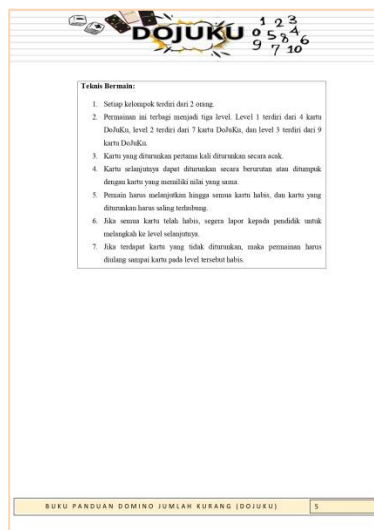 DOJUKU
1 2 3
0 5 8 4 6
9 7 10
Teknis Bermain:
1. Setiap kelompok terdiri dari 2 orang.
2. Permainan ini terbagi menjadi tiga level. Level 1 terdiri dari 4 kartu
DoJuKu, level 2 terdiri dari 7 kartu DoJuKu, dan level 3 terdiri dari 9
kartu DoJuKu.
3. Kartu yang diturunkan pertama kali diturunkan secara acak.
4. Kartu selanjutnya dapat diturunkan secara berurutan atau ditumpuk
dengan kartu yang memiliki nilai yang sama.
5. Pemain harus melanjutkan hingga semua kartu habis, dan kartu yang
diturunkan harus saling terhubung.
6. Jika semua kartu telah habis, segera lapor kepada pendidik untuk
melangkah ke level selanjutnya.
7. Jika terdapat kartu yang tidak diturunkan, maka permainan harus
diulang sampai kartu pada level tersebut habis.
BUKU PANDUAN DOMINO JUMLAH KURANG (DOJUKU) 5